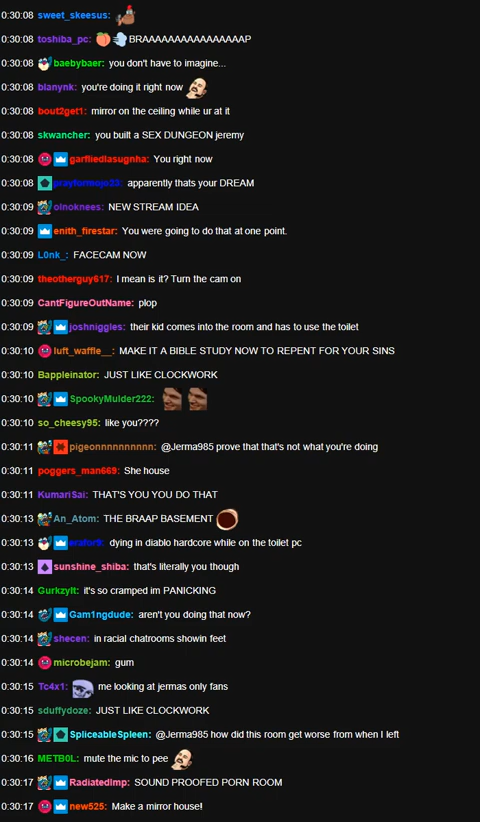 0:30:08 sweet_skeesus:
0:30:08 toshiba_pc: BRAAAAAAAAAAAAAAAAP
0:30:08 baebybaer: you don't have to imagine...
0:30:08 blanynk: you're doing it right now
0:30:08 bout2get1: mirror on the ceiling while ur at it
0:30:08 skwancher: you built a SEX DUNGEON jeremy
0:30:08 garfliedlasugnha: You right now
0:30:08 prayformojo23: apparently thats your DREAM
0:30:09 olnoknees: NEW STREAM IDEA
0:30:09 enith_firestar: You were going to do that at one point.
0:30:09 L0nk_: FACECAM NOW
0:30:09 theotherguy617: I mean is it? Turn the cam on
0:30:09 CantFigureOutName: plop
0:30:09 joshniggles: their kid comes into the room and has to use the toilet
0:30:10 luft_waffle__: MAKE IT A BIBLE STUDY NOW TO REPENT FOR YOUR SINS
0:30:10 Bappleinator: JUST LIKE CLOCKWORK
0:30:10 SpookyMulder222:
0:30:10 so_cheesy95: like you????
0:30:11 pigeonnnnnnnnnn: @Jerma985 prove that that's not what you're doing
0:30:11 poggers_man669: She house
0:30:11 KumariSai: THAT'S YOU YOU DO THAT
0:30:13 An_Atom: THE BRAAP BASEMENT
0:30:13 dying in diablo hardcore while on the toilet pc
0:30:13 sunshine_shiba: that's literally you though
0:30:14 GurkzyIt: it's so cramped im PANICKING
0:30:14 Gam1ngdude: aren't you doing that now?
0:30:14 shecen: in racial chatrooms showin feet
0:30:14 microbejam: gum
0:30:15 Tc4x1: me looking at jermas only fans
0:30:15 sduffydoze: JUST LIKE CLOCKWORK
0:30:15 SpliceableSpleen: @Jerma985 how did this room get worse from when I left
0:30:16 METB0L: mute the mic to pee
0:30:17 RadiatedImp: SOUND PROOFED PORN ROOM
0:30:17 new525: Make a mirror house!